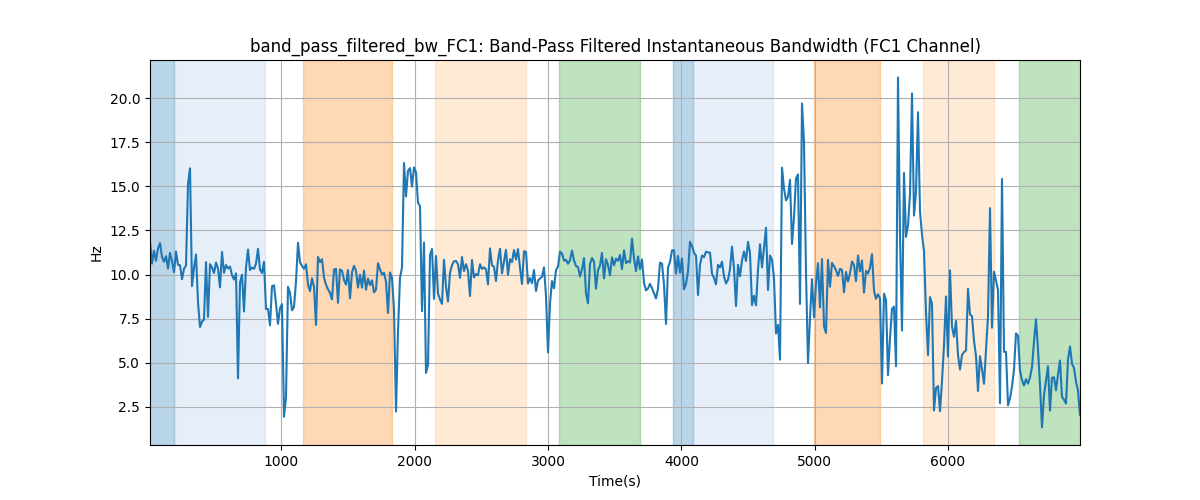 band_pass_filtered_bw_FC1: Band-Pass Filtered Instantaneous Bandwidth (FC1 Channel)
20.0
17.5
15.0
12.5
10.0
7.5
5.0
2.5
Hz
1000 2000 3000 4000 5000 6000
Time(s)